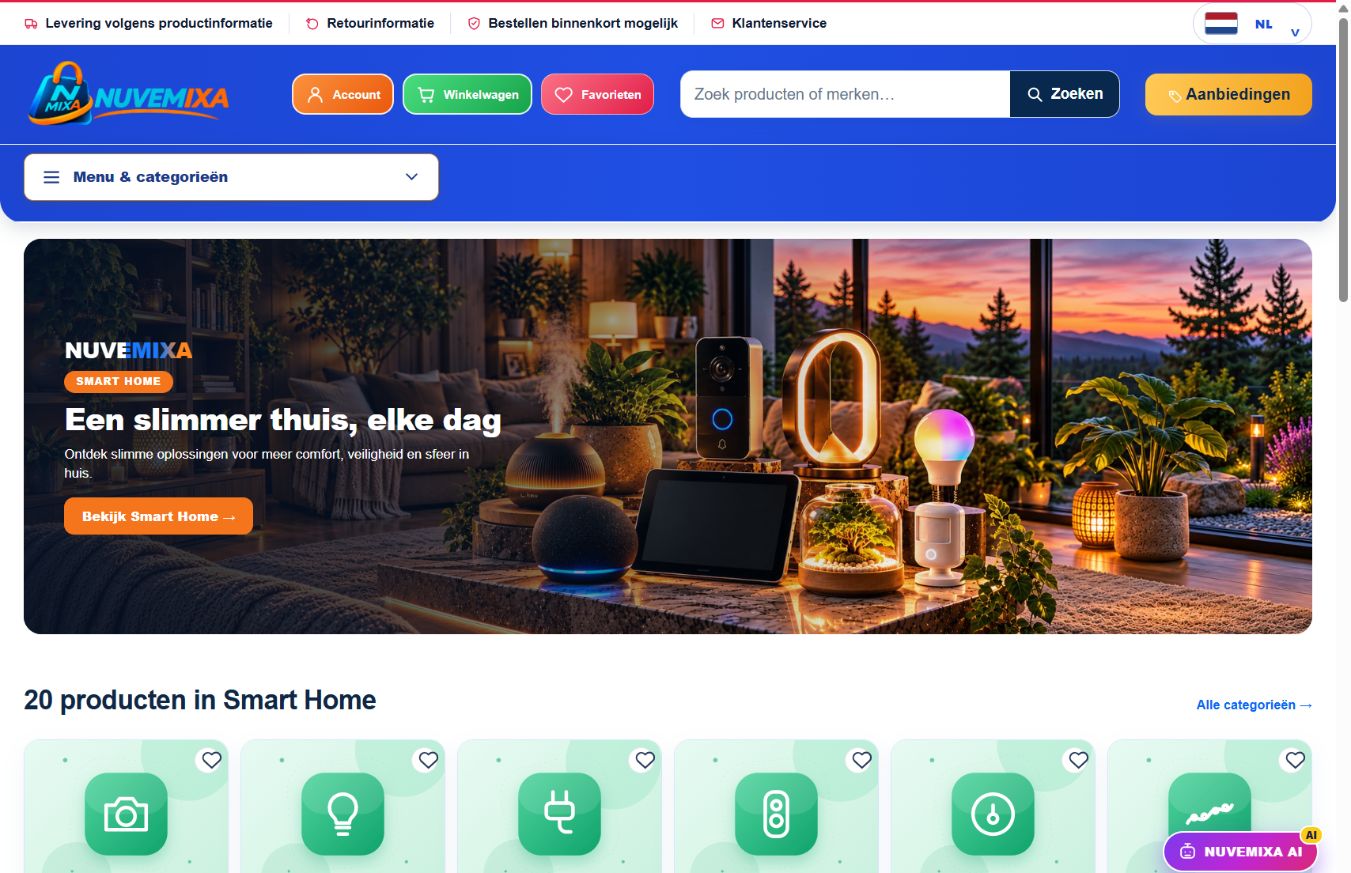 Levering volgens productinformatie
Retourinformatie
Bestellen binnenkort mogelijk
Klantenservice
NL
v
N
MIXA
NUVEMIXA
Account
Winkelwagen
Favorieten
Zoek producten of merken…
Zoeken
Aanbiedingen
Menu & categorieën
NUVEMIXA
SMART HOME
Een slimmer thuis, elke dag
Ontdek slimme oplossingen voor meer comfort, veiligheid en sfeer in
huis.
Bekijk Smart Home →
20 producten in Smart Home
Alle categorieën →
AI
NUVEMIXA AI